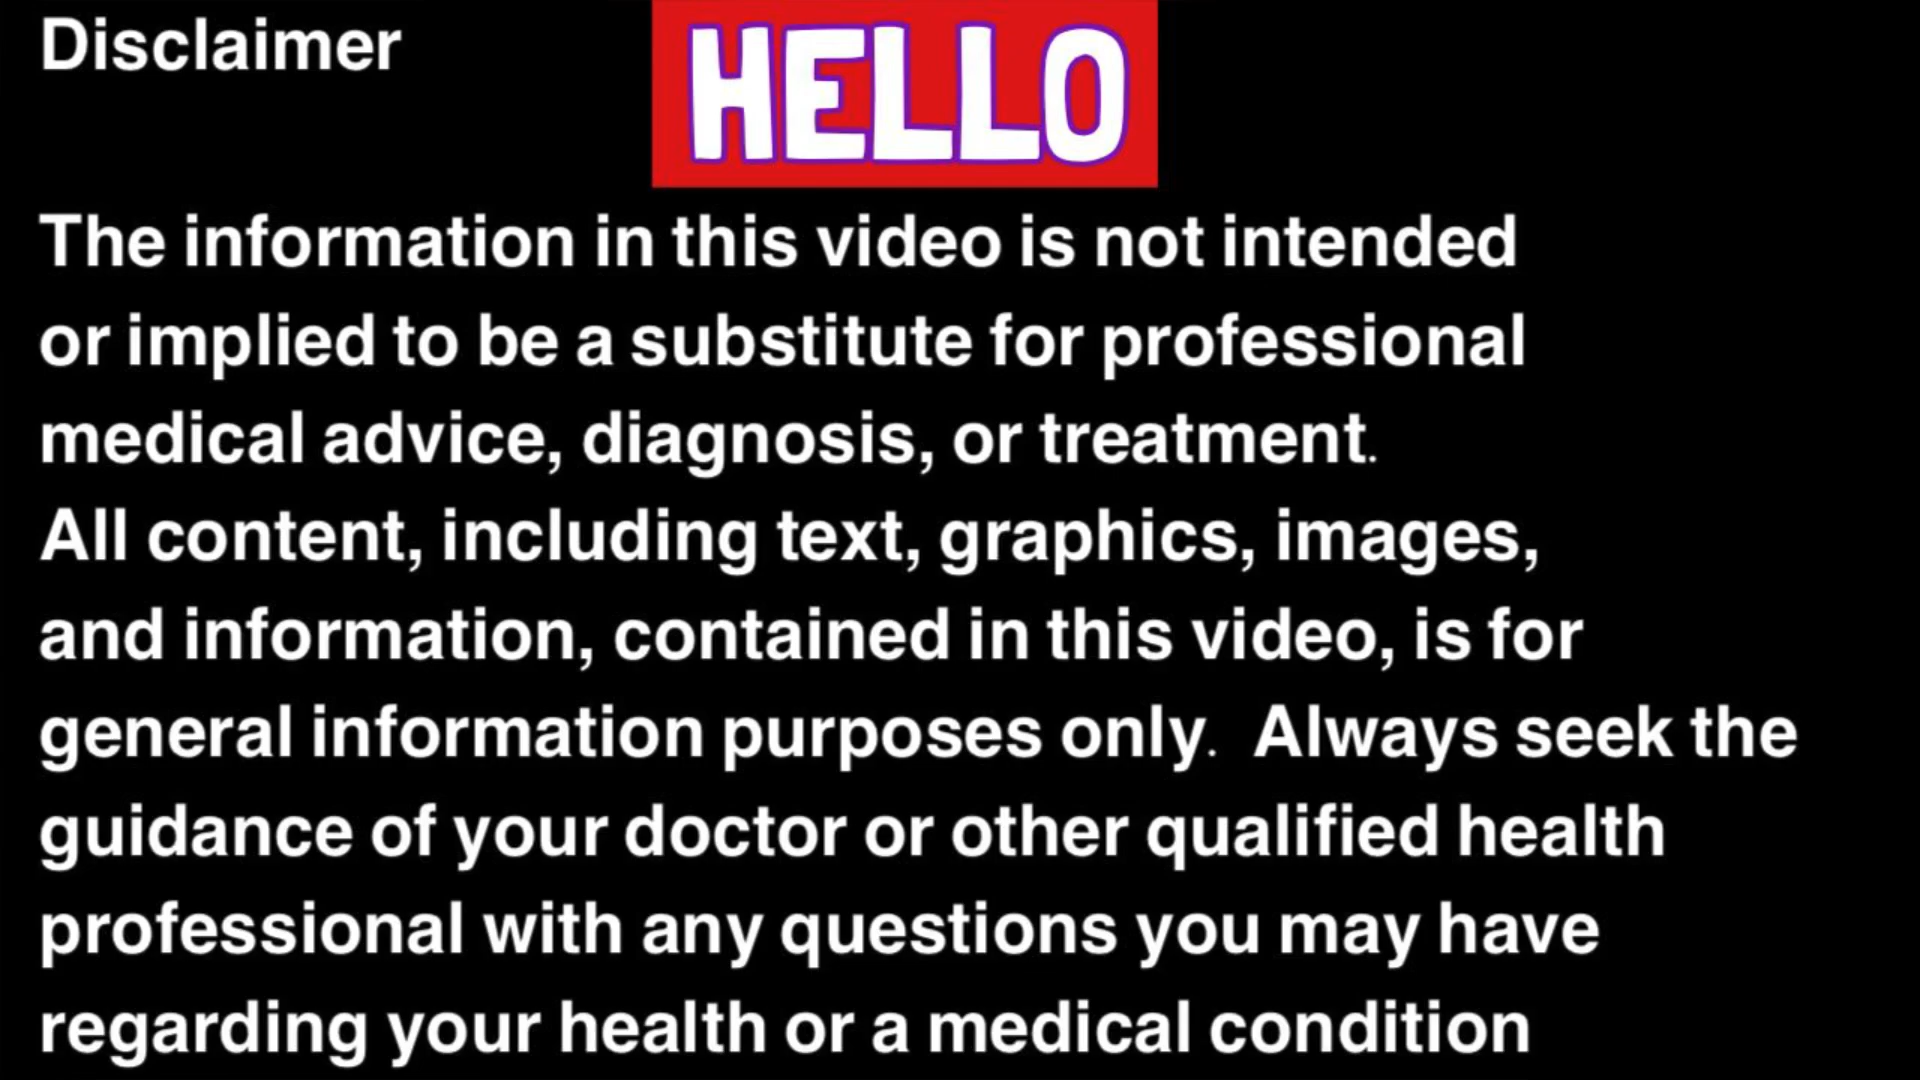 Disclaimer
HELLO
The information in this video is not intended
or implied to be a substitute for professional
medical advice, diagnosis, or treatment.
All content, including text, graphics, images,
and information, contained in this video, is for
general information purposes only.  Always seek the
guidance of your doctor or other qualified health
professional with any questions you may have
regarding your health or a medical condition